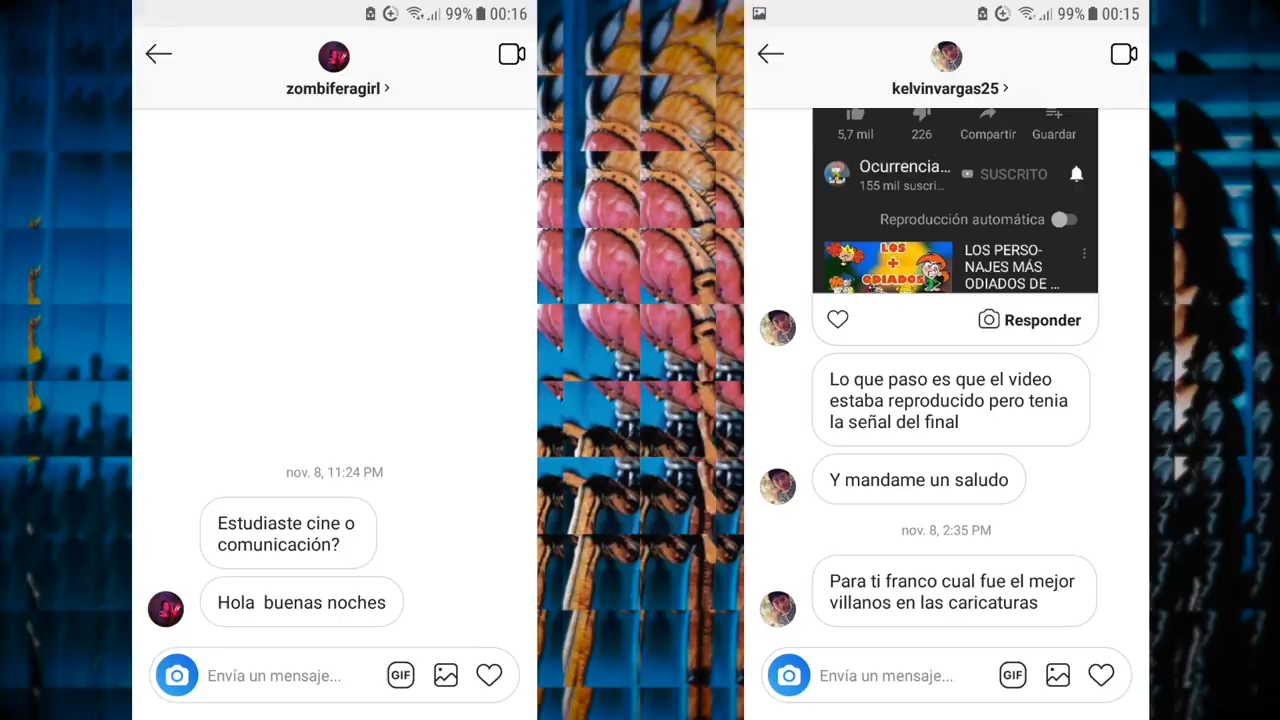 99% 00:16
zombiferagirl
nov. 8, 11:24 PM
Estudiaste cine o
comunicación?
Hola buenas noches
Envía un mensaje...
GIF
99% 00:15
kelvinvargas25
5,7 mil
226
Compartir
Guardar
Ocurrencia...
SUSCRITO
155 mil suscri...
Reproducción automática
LOS
+
ODIADOS
LOS PERSO-
NAJES MÁS
ODIADOS DE ...
Responder
Lo que paso es que el video
estaba reproducido pero tenia
la señal del final
Y mandame un saludo
nov. 8, 2:35 PM
Para ti franco cual fue el mejor
villanos en las caricaturas
Envía un mensaje...
GIF